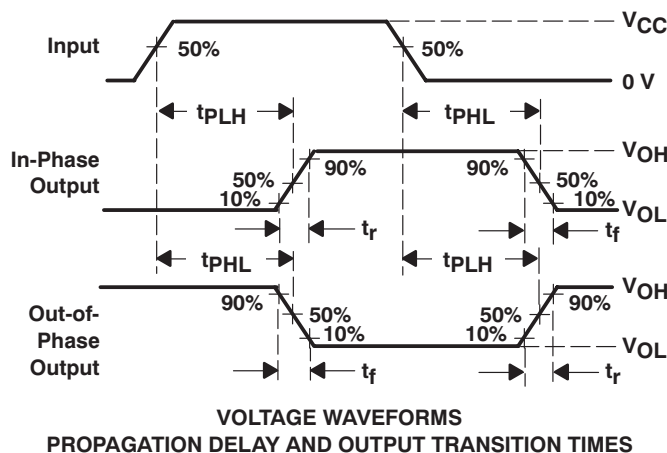 VCC
Input
50%
50%
0 V
tPLH
tPHL
VOH
In-Phase
Output
90%
90%
50%
50%
10%
10%
VOL
tr
tf
tPHL
tPLH
VOH
90%
90%
Out-of-
Phase
Output
50%
50%
10%
10%
VOL
tf
tr
VOLTAGE WAVEFORMS
PROPAGATION DELAY AND OUTPUT TRANSITION TIMES